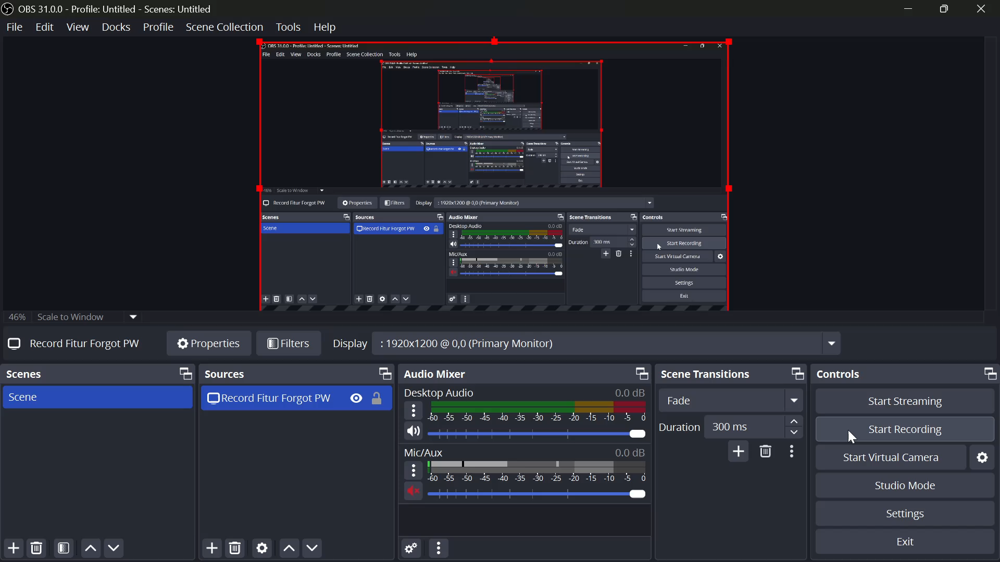 OBS 31.0.0 - Profile: Untitled - Scenes: Untitled
File Edit View Docks Profile Scene Collection Tools Help
OBS 31.0.0 - Profile: Untitled - Scenes: Untitled
File Edit View Docks Profile Scene Collection Tools Help
46% Scale to Window
Record Fitur Forgot PW Properties Filters Display : 1920x1200 @ 0,0 (Primary Monitor)
Scenes Sources Audio Mixer Scene Transitions Controls
Scene Record Fitur Forgot PW Desktop Audio 0.0 dB Fade Start Streaming
-60 -55 -50 -45 -40 -35 -30 -25 -20 -15 -10 -5 0
Duration 300 ms Start Recording
Mic/Aux 0.0 dB Start Virtual Camera
-60 -55 -50 -45 -40 -35 -30 -25 -20 -15 -10 -5 0
Studio Mode
Settings
Exit
46% Scale to Window
Record Fitur Forgot PW Properties Filters Display : 1920x1200 @ 0,0 (Primary Monitor)
Scenes Sources Audio Mixer Scene Transitions Controls
Scene Record Fitur Forgot PW Desktop Audio 0.0 dB Fade Start Streaming
-60 -55 -50 -45 -40 -35 -30 -25 -20 -15 -10 -5 0
Duration 300 ms Start Recording
Mic/Aux 0.0 dB Start Virtual Camera
-60 -55 -50 -45 -40 -35 -30 -25 -20 -15 -10 -5 0
Studio Mode
Settings
Exit